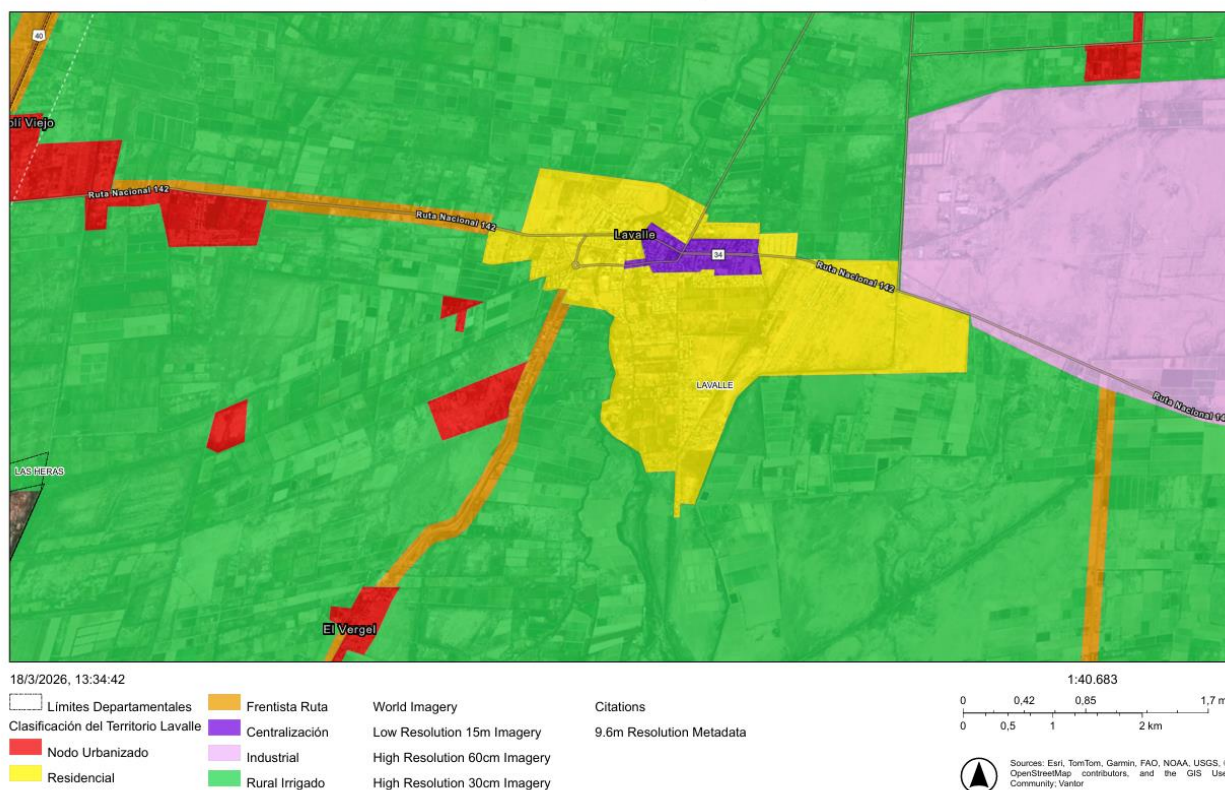 40
oli Viejo
Ruta Nacional 142
Ruta Nacional 142
Lavalle
34
Ruta Nacional 142
LAVALLE
Ruta Nacional 14
LAS HERAS
El Vergel
18/3/2026, 13:34:42
1:40.683
Límites Departamentales
Clasificación del Territorio Lavalle
Nodo Urbanizado
Residencial
Frentista Ruta
Centralización
Industrial
Rural Irrigado
World Imagery
Low Resolution 15m Imagery
High Resolution 60cm Imagery
High Resolution 30cm Imagery
Citations
9.6m Resolution Metadata
0 0,42 0,85 1,7 m
0 0,5 1 2 km
Sources: Esri, TomTom, Garmin, FAO, NOAA, USGS, ©
OpenStreetMap contributors, and the GIS Use
Community; Vantor